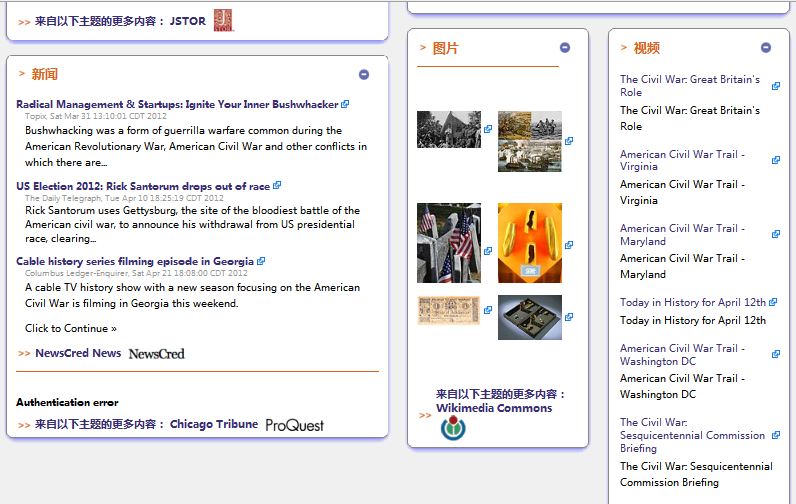 >> 来自以下主题的更多内容： JSTOR
JSTOR
> 新闻
Radical Management & Startups: Ignite Your Inner Bushwhacker
Topix, Sat Mar 31 13:10:01 CDT 2012
Bushwhacking was a form of guerrilla warfare common during the
American Revolutionary War, American Civil War and other conflicts in
which there are...
US Election 2012: Rick Santorum drops out of race
The Daily Telegraph, Tue Apr 10 18:25:19 CDT 2012
Rick Santorum uses Gettysburg, the site of the bloodiest battle of the
American civil war, to announce his withdrawal from US presidential
race, clearing...
Cable history series filming episode in Georgia
Columbus Ledger-Enquirer, Sat Apr 21 18:08:00 CDT 2012
A cable TV history show with a new season focusing on the American
Civil War is filming in Georgia this weekend.
Click to Continue »
>> NewsCred News NewsCred
Authentication error
>> 来自以下主题的更多内容： Chicago Tribune ProQuest
> 图片
来自以下主题的更多内容：
>> Wikimedia Commons
> 视频
The Civil War: Great Britain's
Role
The Civil War: Great Britain's
Role
American Civil War Trail -
Virginia
American Civil War Trail -
Virginia
American Civil War Trail -
Maryland
American Civil War Trail -
Maryland
Today in History for April 12th
Today in History for April 12th
American Civil War Trail -
Washington DC
American Civil War Trail -
Washington DC
The Civil War:
Sesquicentennial Commission
Briefing
The Civil War: Sesquicentennial
Commission Briefing